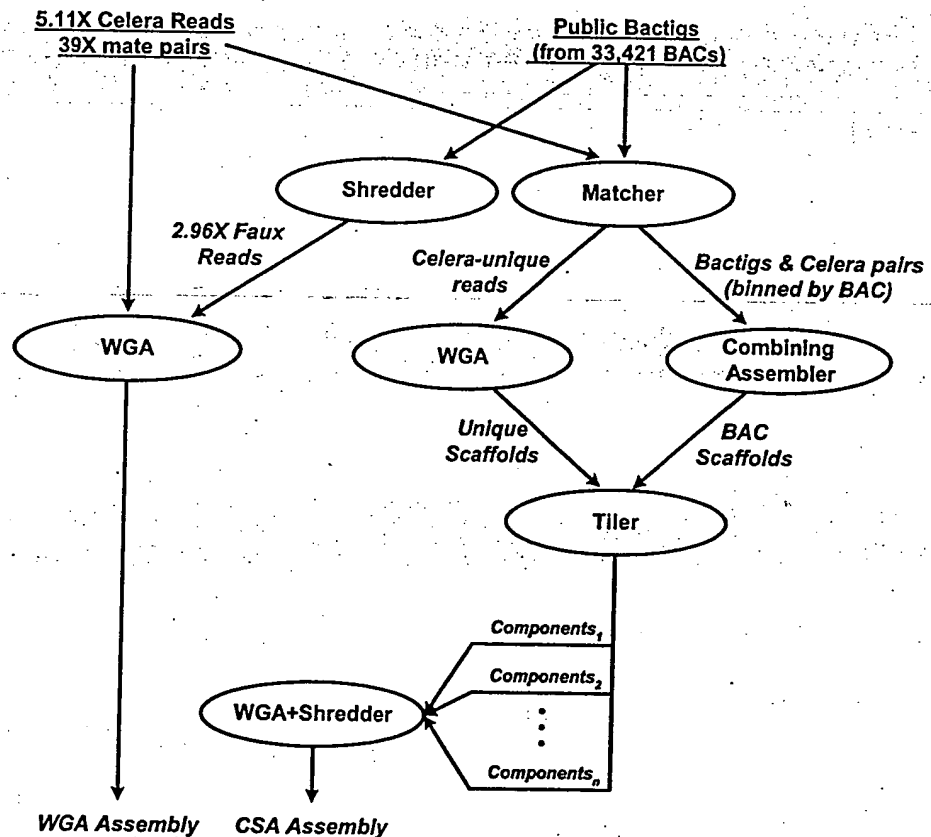 5.11X Celera Reads
39X mate pairs
Public Bactigs
(from 33,421 BACs)
Shredder
Matcher
2.96X Faux
Reads
Celera-unique
reads
Bactigs & Celera pairs
(binned by BAC)
WGA
WGA
Combining
Assembler
Unique
Scaffolds
BAC
Scaffolds
Tiler
Components₁
Components₂
WGA+Shredder
Componentsₙ
WGA Assembly
CSA Assembly